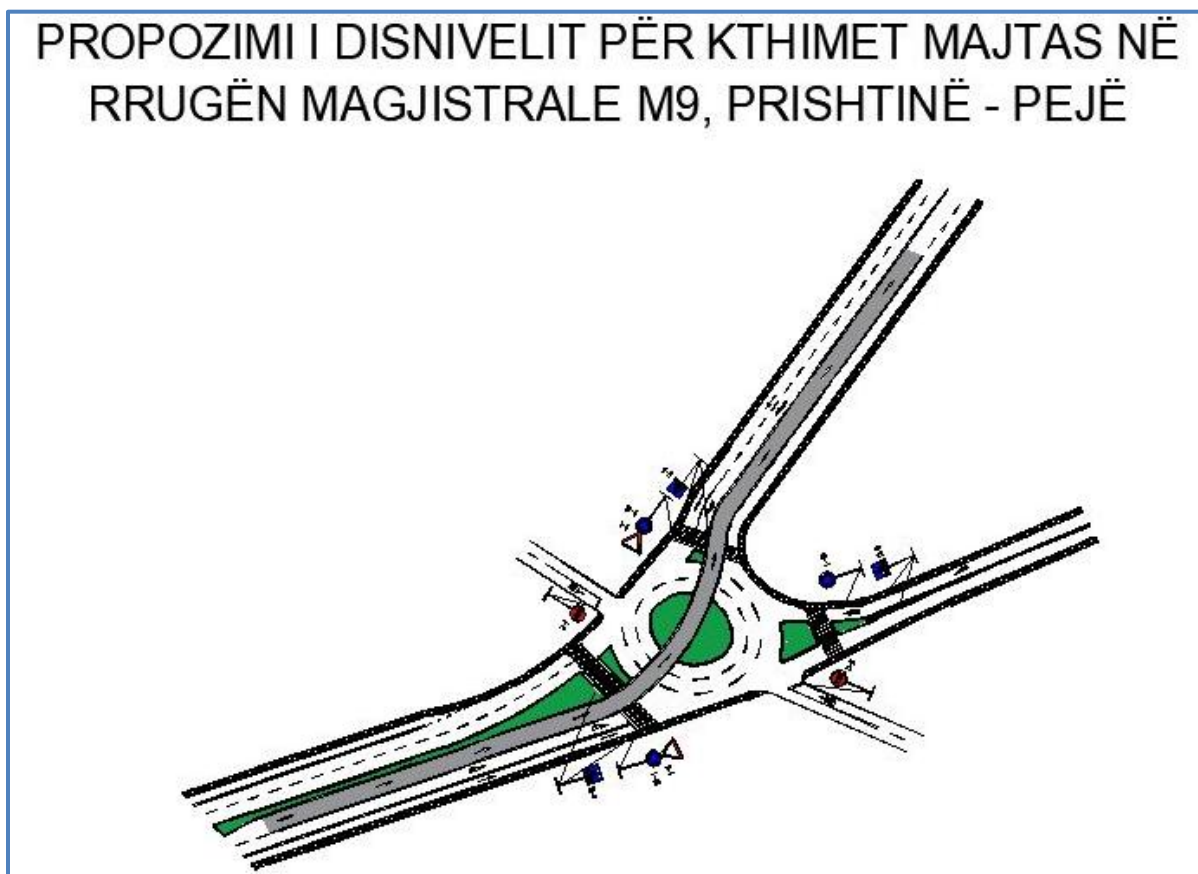 PROPOZIMI I DISNIVELIT PËR KTHIMET MAJTAS NË
RRUGËN MAGJISTRALE M9, PRISHTINË - PEJË